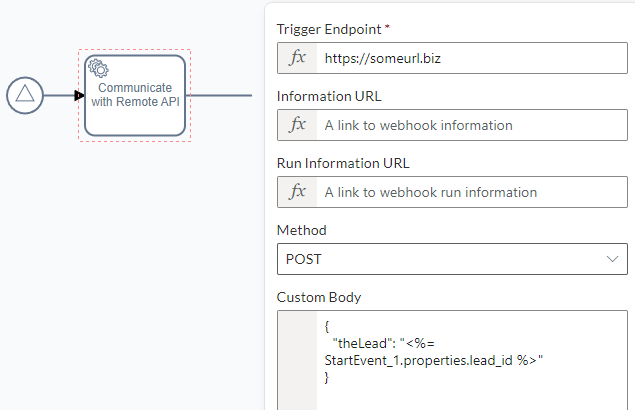 Communicate
with Remote API
Trigger Endpoint *
fx https://someurl.biz
Information URL
fx A link to webhook information
Run Information URL
fx A link to webhook run information
Method
POST
Custom Body
{
"theLead": "<%=
StartEvent_1.properties.lead_id %>"
}